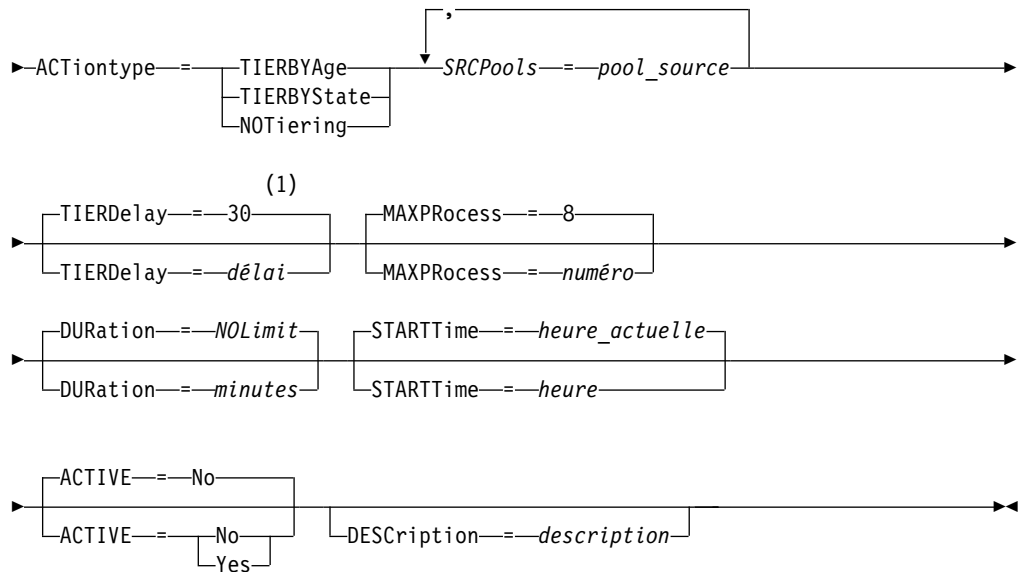 ,
ACTiontype = TIERBYAge SRCPools = pool_source
TIERBYState
NOTiering
(1)
TIERDelay = 30 MAXPRocess = 8
TIERDelay = délai MAXPRocess = numéro
DURation = NOLimit STARTTime = heure_actuelle
DURation = minutes STARTTime = heure
ACTIVE = No
ACTIVE = No DESCription = description
Yes